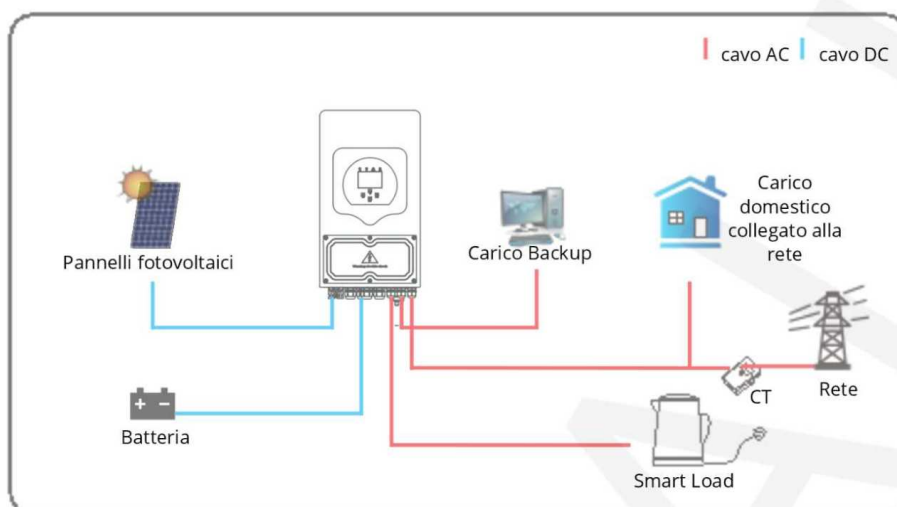 cavo AC
cavo DC
Pannelli fotovoltaici
Carico Backup
Carico
domestico
collegato alla
rete
Batteria
CT
Rete
Smart Load